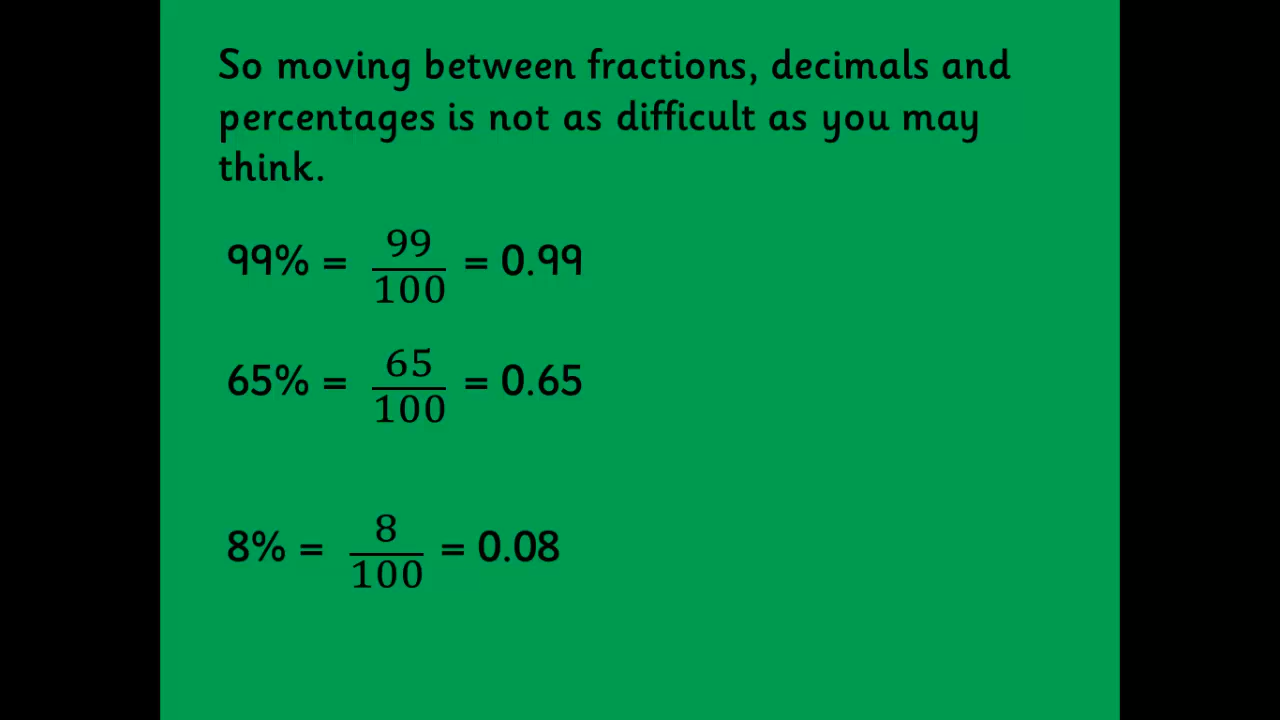 So moving between fractions, decimals and
percentages is not as difficult as you may
think.
99% = 99/100 = 0.99
65% = 65/100 = 0.65
8% = 8/100 = 0.08